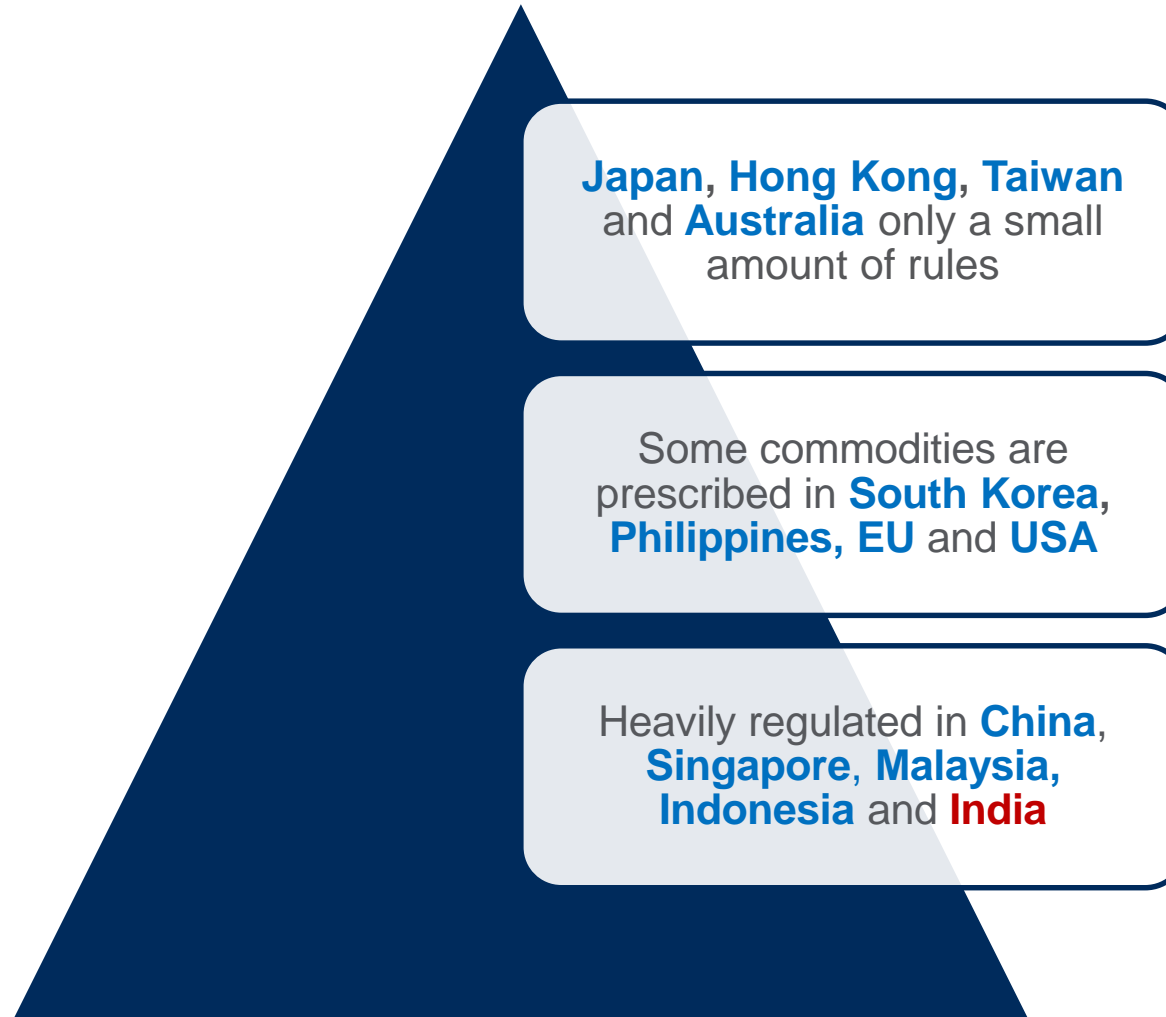 Japan, Hong Kong, Taiwan
and Australia only a small
amount of rules
Some commodities are
prescribed in South Korea,
Philippines, EU and USA
Heavily regulated in China,
Singapore, Malaysia,
Indonesia and India